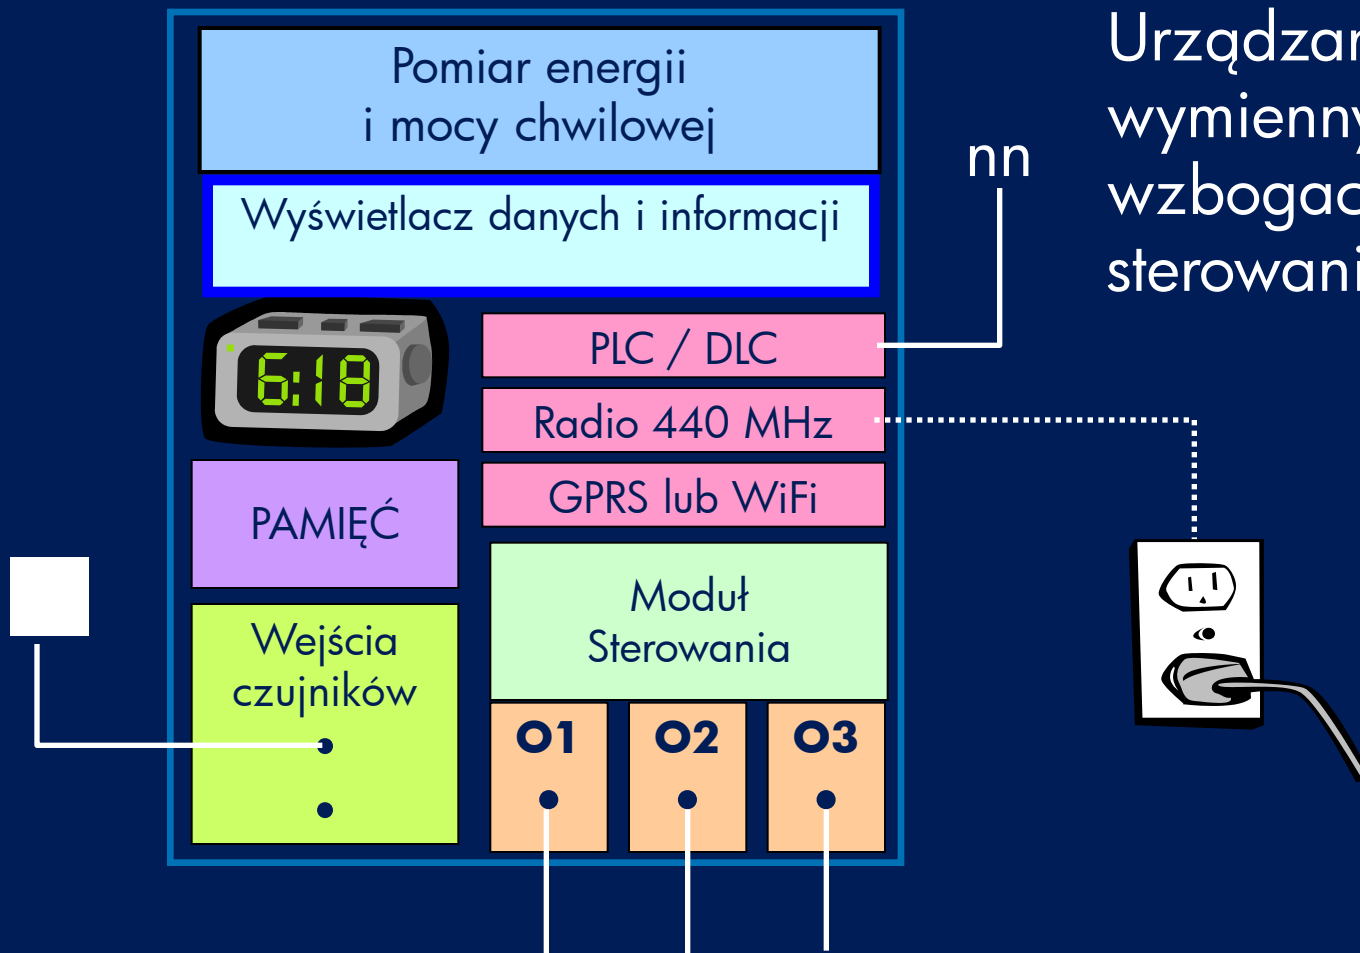 Pomiar energii
i mocy chwilowej
Wyświetlacz danych i informacji
6:18
PLC / DLC
Radio 440 MHz
GPRS lub WiFi
PAMIĘĆ
Wejścia
czujników
Moduł
Sterowania
O1
O2
O3
nn